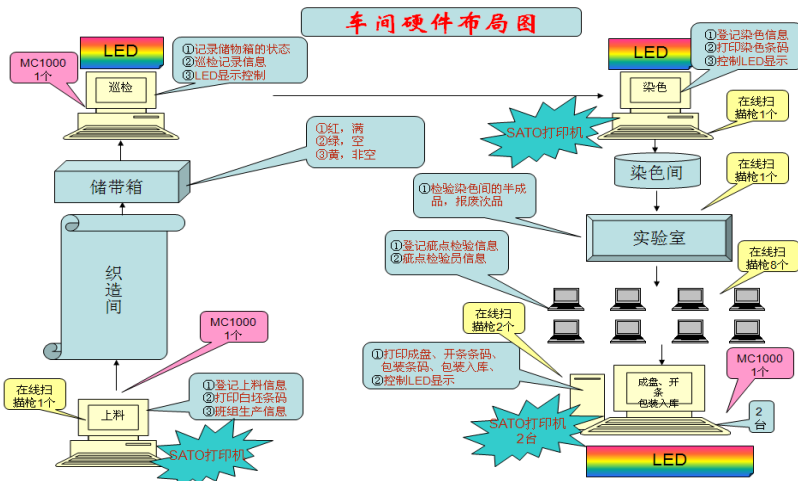 车间硬件布局图
LED
MC1000
1个
巡检
①记录储物箱的状态
②巡检记录信息
③LED显示控制
①红，满
②绿，空
③黄，非空
储带箱
织造间
MC1000
1个
在线扫
描枪1个
上料
①登记上料信息
②打印白坯条码
③班组生产信息
SATO打印机
LED
染色
①登记染色信息
②打印染色条码
③控制LED显示
SATO打印机
在线扫
描枪1个
染色间
在线扫
描枪1个
①检验染色间的半成
品，报废次品
实验室
①登记疵点检验信息
②疵点检验员信息
在线扫
描枪8个
在线扫
描枪2个
①打印成盘、开条条码、
包装条码、包装入库、
②控制LED显示
成盘、开
条
包装入库
MC1000
1个
2
台
SATO打印机
2台
LED